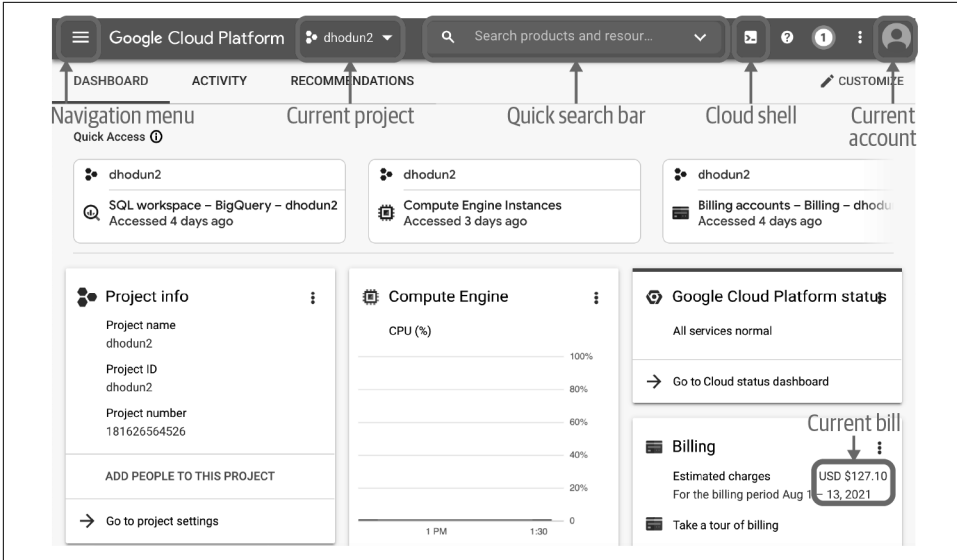 Google Cloud Platform dhodun2 Search products and resour... 1
DASHBOARD ACTIVITY RECOMMENDATIONS CUSTOMIZE
Navigation menu Current project Quick search bar Cloud shell Current
account
Quick Access
dhodun2
SQL workspace – BigQuery – dhodun2
Accessed 4 days ago
dhodun2
Compute Engine Instances
Accessed 3 days ago
dhodun2
Billing accounts – Billing – dhodu
Accessed 4 days ago
Project info
Project name
dhodun2
Project ID
dhodun2
Project number
181626564526
ADD PEOPLE TO THIS PROJECT
Go to project settings
Compute Engine
CPU (%)
100%
80%
60%
40%
20%
0
1 PM 1:30
Google Cloud Platform status
All services normal
Go to Cloud status dashboard
Current bill
Billing
Estimated charges USD $127.10
For the billing period Aug 1 – 13, 2021
Take a tour of billing